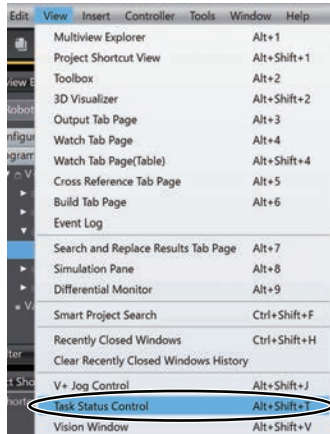 Edit View Insert Controller Tools Window Help
Multiview Explorer Alt+1
Project Shortcut View Alt+Shift+1
Toolbox Alt+2
3D Visualizer Alt+Shift+2
Output Tab Page Alt+3
Watch Tab Page Alt+4
Watch Tab Page(Table) Alt+Shift+4
Cross Reference Tab Page Alt+5
Build Tab Page Alt+6
Event Log
Search and Replace Results Tab Page Alt+7
Simulation Pane Alt+8
Differential Monitor Alt+9
Smart Project Search Ctrl+Shift+F
Recently Closed Windows Ctrl+Shift+H
Clear Recently Closed Windows History
V+ Jog Control Alt+Shift+J
Task Status Control Alt+Shift+T
Vision Window Alt+Shift+V